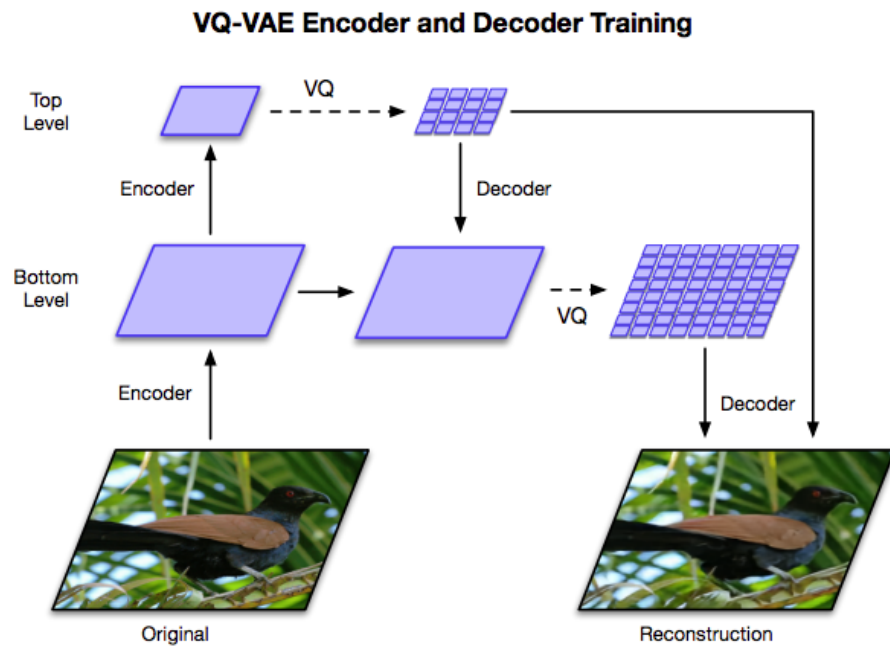 VQ-VAE Encoder and Decoder Training
VQ
Top
Level
Encoder
Decoder
Bottom
Level
VQ
Encoder
Decoder
Original
Reconstruction